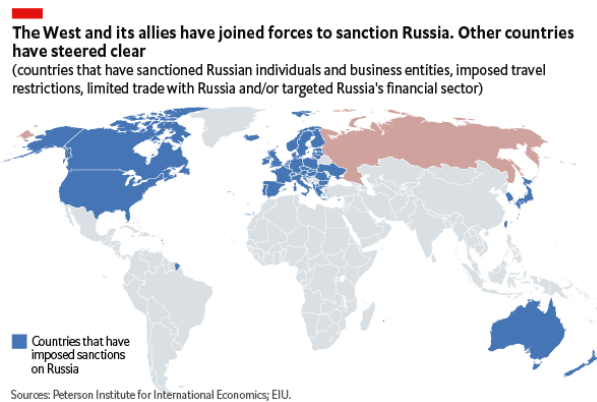 The West and its allies have joined forces to sanction Russia. Other countries
have steered clear
(countries that have sanctioned Russian individuals and business entities, imposed travel
restrictions, limited trade with Russia and/or targeted Russia's financial sector)
Countries that have
imposed sanctions
on Russia
Sources: Peterson Institute for International Economics; EIU.